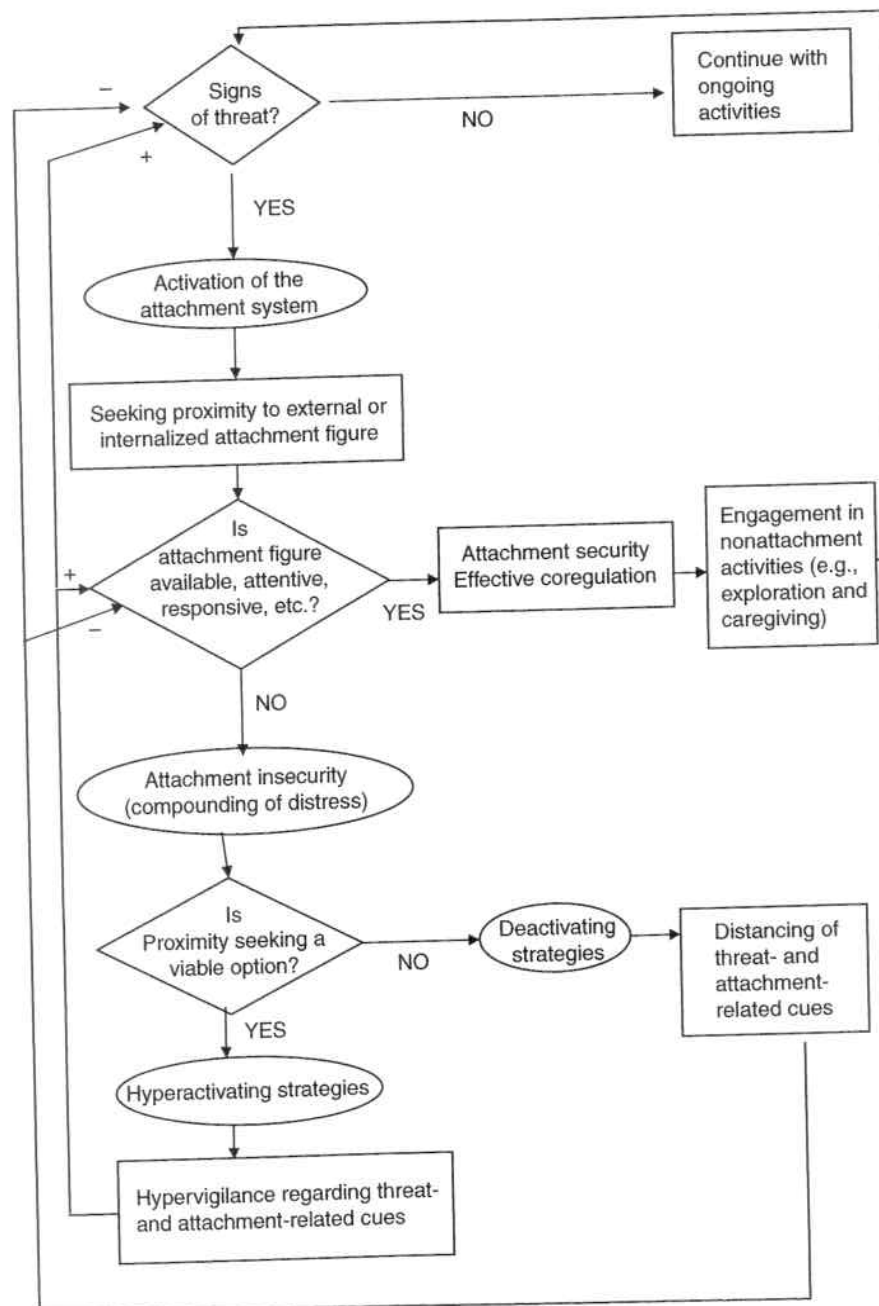 Signs
of threat?
NO
Continue with
ongoing
activities
–
+
YES
Activation of the
attachment system
Seeking proximity to external or
internalized attachment figure
Is
attachment figure
available, attentive,
responsive, etc.?
+
–
YES
Attachment security
Effective coregulation
Engagement in
nonattachment
activities (e.g.,
exploration and
caregiving)
NO
Attachment insecurity
(compounding of distress)
Is
Proximity seeking a
viable option?
NO
Deactivating
strategies
Distancing of
threat- and
attachment-
related cues
YES
Hyperactivating strategies
Hypervigilance regarding threat-
and attachment-related cues